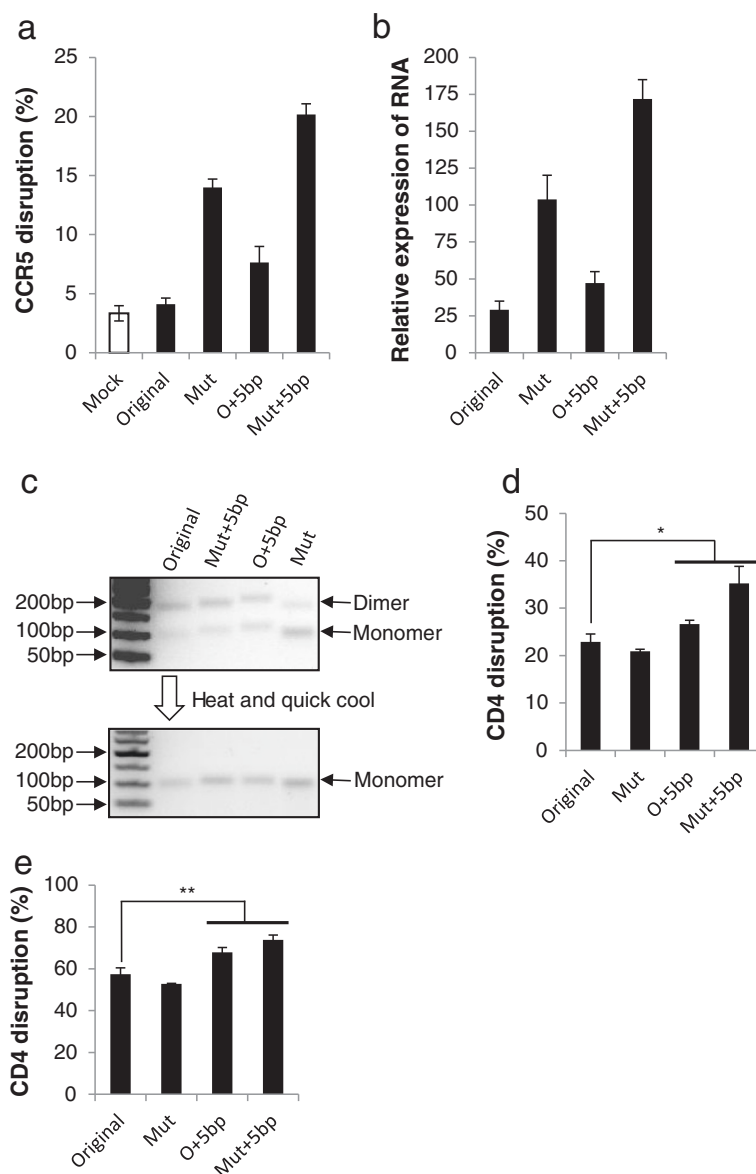 a
CCR5 disruption (%)
25
20
15
10
5
0
Mock
Original
Mut
O+5bp
Mut+5bp
b
Relative expression of RNA
200
175
150
125
100
75
50
25
0
Original
Mut
O+5bp
Mut+5bp
c
Original
Mut+5bp
O+5bp
Mut
200bp
100bp
50bp
Dimer
Monomer
Heat and quick cool
200bp
100bp
50bp
Monomer
d
CD4 disruption (%)
50
40
30
20
10
0
*
Original
Mut
O+5bp
Mut+5bp
e
CD4 disruption (%)
100
80
60
40
20
0
**
Original
Mut
O+5bp
Mut+5bp